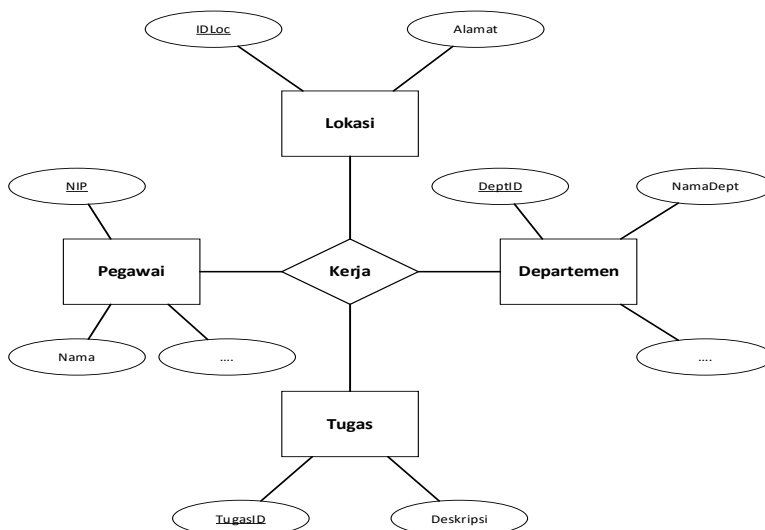 IDLoc
Alamat
Lokasi
NIP
DeptID
NamaDept
Pegawai
Kerja
Departemen
Nama
....
....
Tugas
TugasID
Deskripsi